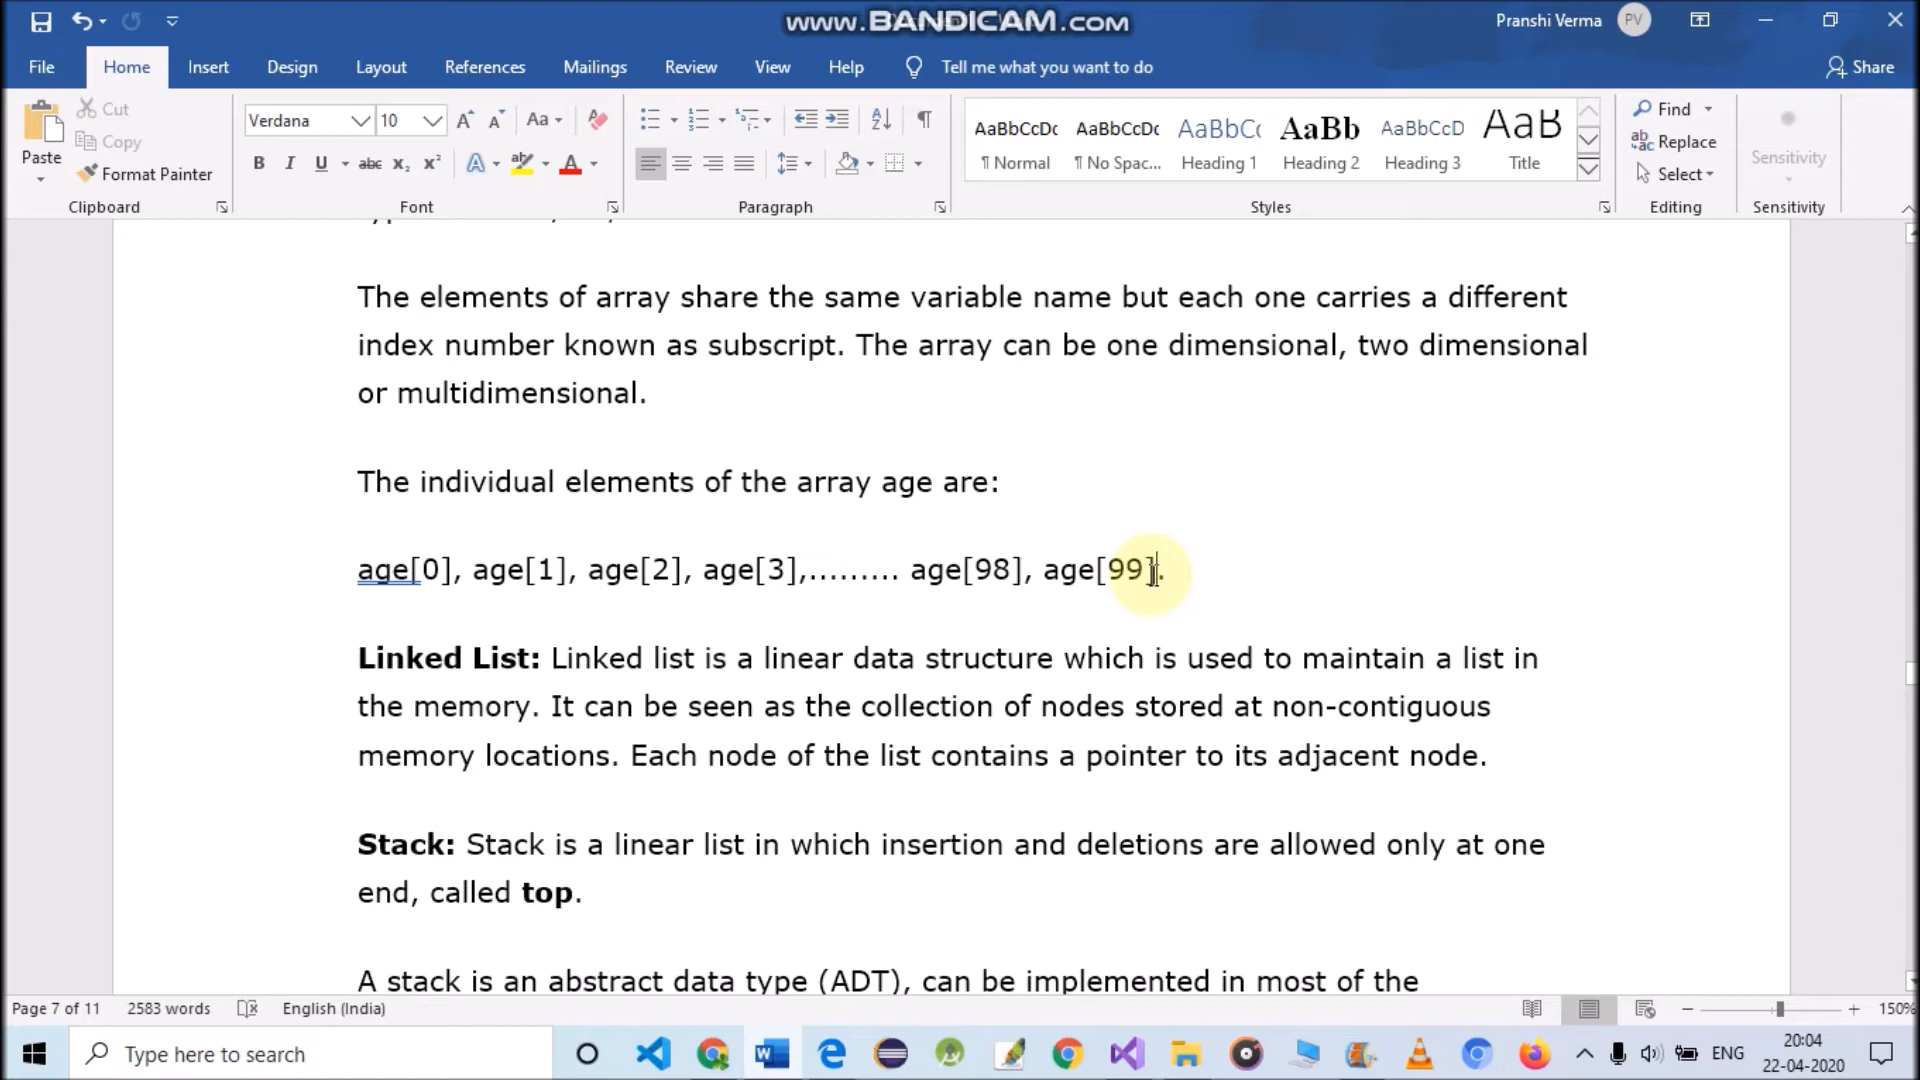 www.BANDICAM.com
Pranshi Verma PV
File Home Insert Design Layout References Mailings Review View Help Tell me what you want to do Share
Paste
Cut
Copy
Format Painter
Clipboard
Verdana 10
Font
Paragraph
AaBbCcDc AaBbCcDc AaBbCc AaBb AaBbCcD AaB
¶ Normal ¶ No Spac... Heading 1 Heading 2 Heading 3 Title
Styles
Find
Replace
Select
Editing
Sensitivity
Sensitivity
The elements of array share the same variable name but each one carries a different
index number known as subscript. The array can be one dimensional, two dimensional
or multidimensional.
The individual elements of the array age are:
age[0], age[1], age[2], age[3],......... age[98], age[99].
Linked List: Linked list is a linear data structure which is used to maintain a list in
the memory. It can be seen as the collection of nodes stored at non-contiguous
memory locations. Each node of the list contains a pointer to its adjacent node.
Stack: Stack is a linear list in which insertion and deletions are allowed only at one
end, called top.
A stack is an abstract data type (ADT), can be implemented in most of the
Page 7 of 11 2583 words English (India) 150%
Type here to search
ENG
20:04
22-04-2020